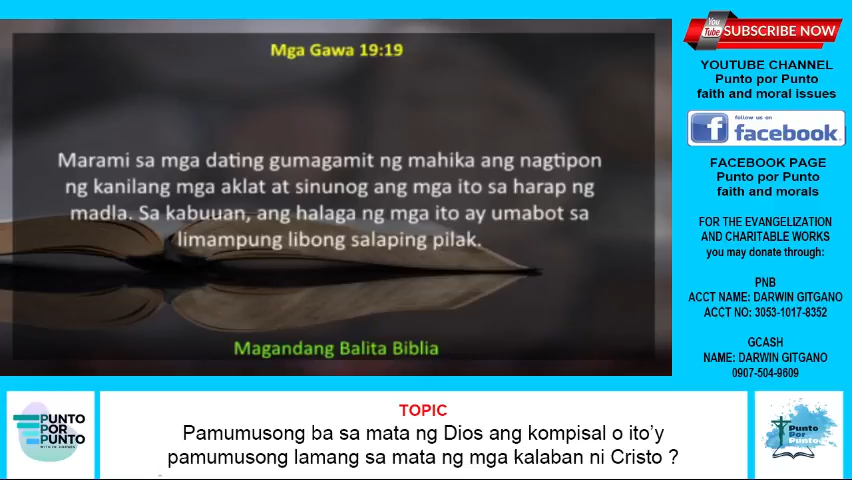 Mga Gawa 19:19
Marami sa mga dating gumagamit ng mahika ang nagtipon
ng kanilang mga aklat at sinunog ang mga ito sa harap ng
madla. Sa kabuuan, ang halaga ng mga ito ay umabot sa
limampung libong salaping pilak.
Magandang Balita Biblia
You
Tube
SUBSCRIBE NOW
YOUTUBE CHANNEL
Punto por Punto
faith and moral issues
follow us on
facebook
FACEBOOK PAGE
Punto por Punto
faith and morals
FOR THE EVANGELIZATION
AND CHARITABLE WORKS
you may donate through:
PNB
ACCT NAME: DARWIN GITGANO
ACCT NO: 3053-1017-8352
GCASH
NAME: DARWIN GITGANO
0907-504-9609
PUNTO
POR
PUNTO
TOPIC
Pamumusong ba sa mata ng Dios ang kompisal o ito'y
pamumusong lamang sa mata ng mga kalaban ni Cristo ?
Punto
Por
Punto